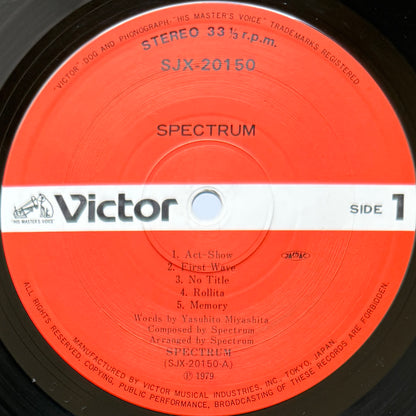 "VICTOR" DOG AND PHONOGRAPH "HIS MASTER'S VOICE" TRADEMARKS REGISTERED.
STEREO 33 1/3 r.p.m.
SJX-20150
SPECTRUM
"HIS MASTER'S VOICE"
Victor
SIDE 1
1. Act-Show
2. First Wave
3. No Title
4. Rollita
5. Memory
JASRAC
Words by Yasuhito Miyashita
Composed by Spectrum
Arranged by Spectrum
SPECTRUM
(SJX-20150-A)
Ⓟ 1979
MANUFACTURED BY VICTOR MUSICAL INDUSTRIES, INC. TOKYO, JAPAN
ALL RIGHTS RESERVED, COPYING, PUBLIC PERFORMANCE, BROADCASTING OF THESE RECORDS ARE FORBIDDEN.